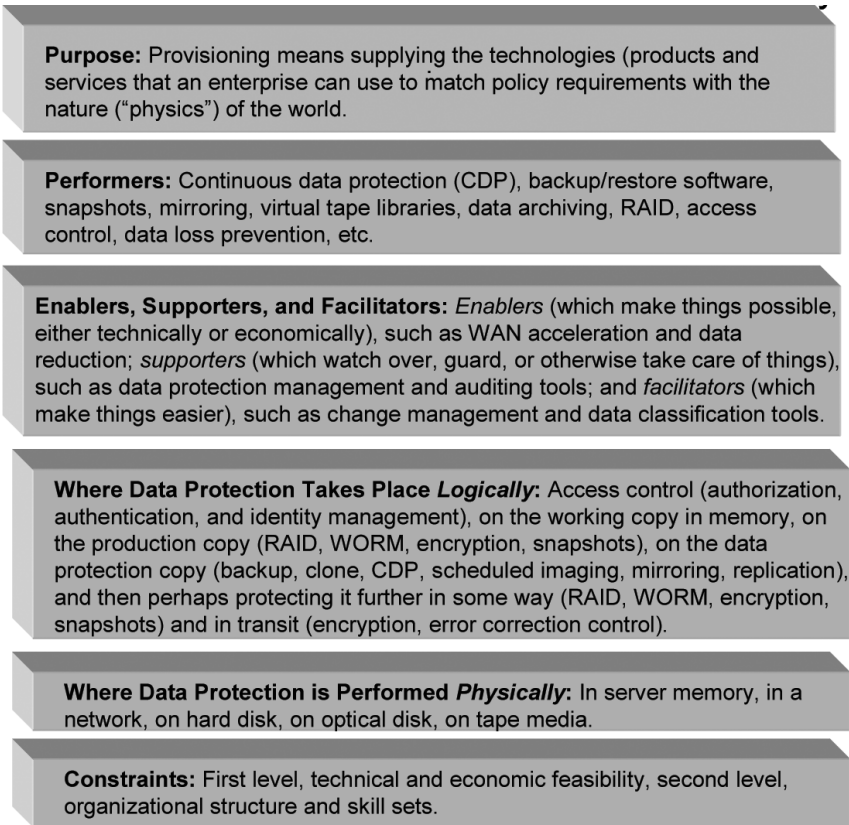 Purpose: Provisioning means supplying the technologies (products and
services that an enterprise can use to match policy requirements with the
nature (“physics”) of the world.
Performers: Continuous data protection (CDP), backup/restore software,
snapshots, mirroring, virtual tape libraries, data archiving, RAID, access
control, data loss prevention, etc.
Enablers, Supporters, and Facilitators: Enablers (which make things possible,
either technically or economically), such as WAN acceleration and data
reduction; supporters (which watch over, guard, or otherwise take care of things),
such as data protection management and auditing tools; and facilitators (which
make things easier), such as change management and data classification tools.
Where Data Protection Takes Place Logically: Access control (authorization,
authentication, and identity management), on the working copy in memory, on
the production copy (RAID, WORM, encryption, snapshots), on the data
protection copy (backup, clone, CDP, scheduled imaging, mirroring, replication),
and then perhaps protecting it further in some way (RAID, WORM, encryption,
snapshots) and in transit (encryption, error correction control).
Where Data Protection is Performed Physically: In server memory, in a
network, on hard disk, on optical disk, on tape media.
Constraints: First level, technical and economic feasibility, second level,
organizational structure and skill sets.